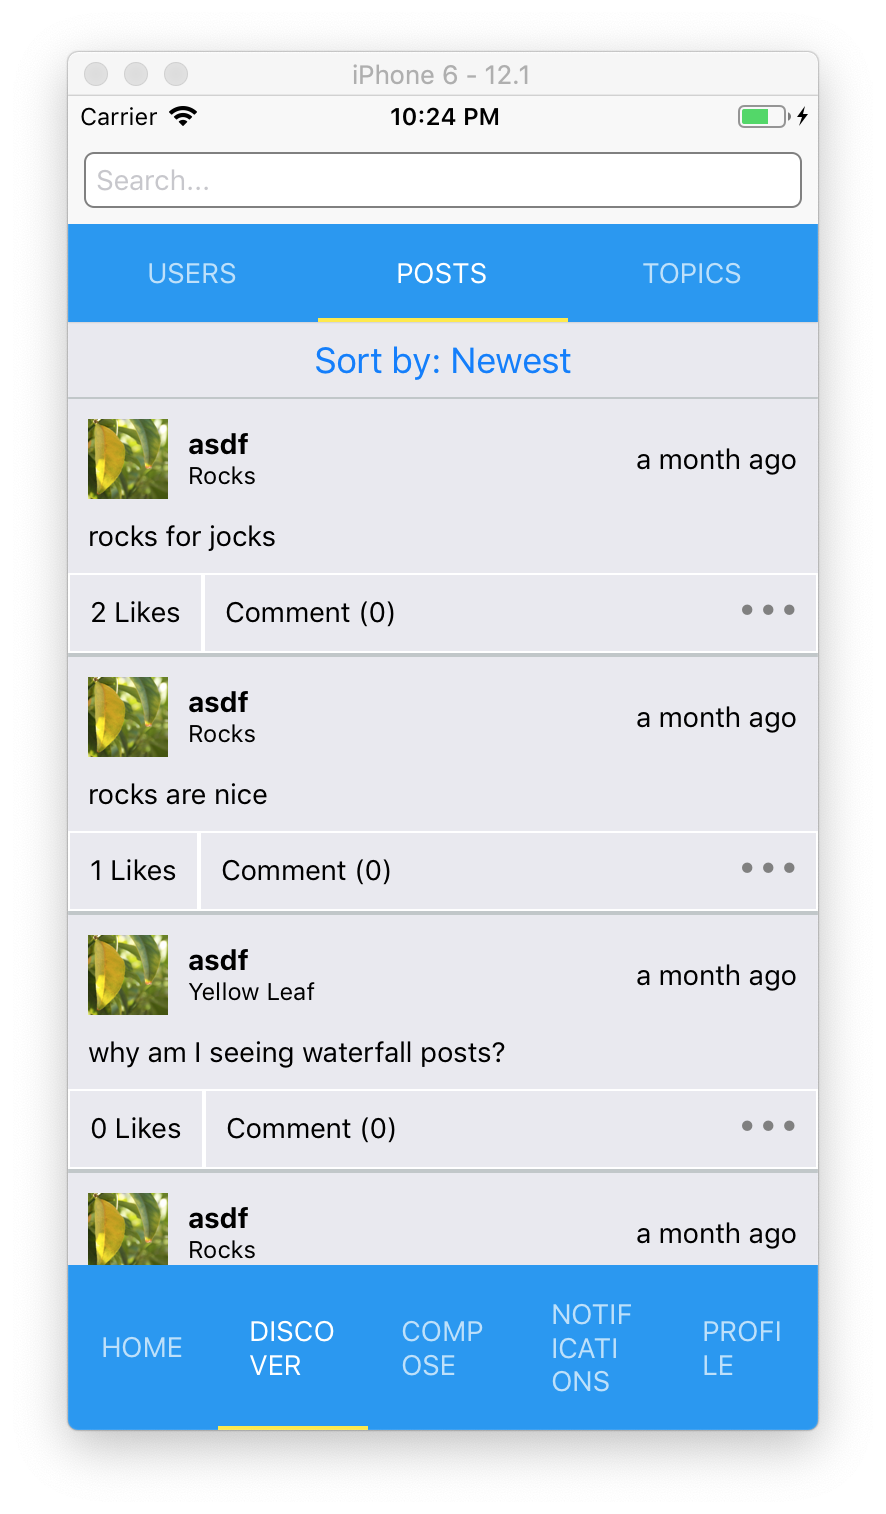 iPhone 6 - 12.1
Carrier 10:24 PM
Search...
USERS POSTS TOPICS
Sort by: Newest
asdf
Rocks
a month ago
rocks for jocks
2 Likes Comment (0)
asdf
Rocks
a month ago
rocks are nice
1 Likes Comment (0)
asdf
Yellow Leaf
a month ago
why am I seeing waterfall posts?
0 Likes Comment (0)
asdf
Rocks
a month ago
HOME
DISCO
VER
COMP
OSE
NOTIF
ICATI
ONS
PROFI
LE